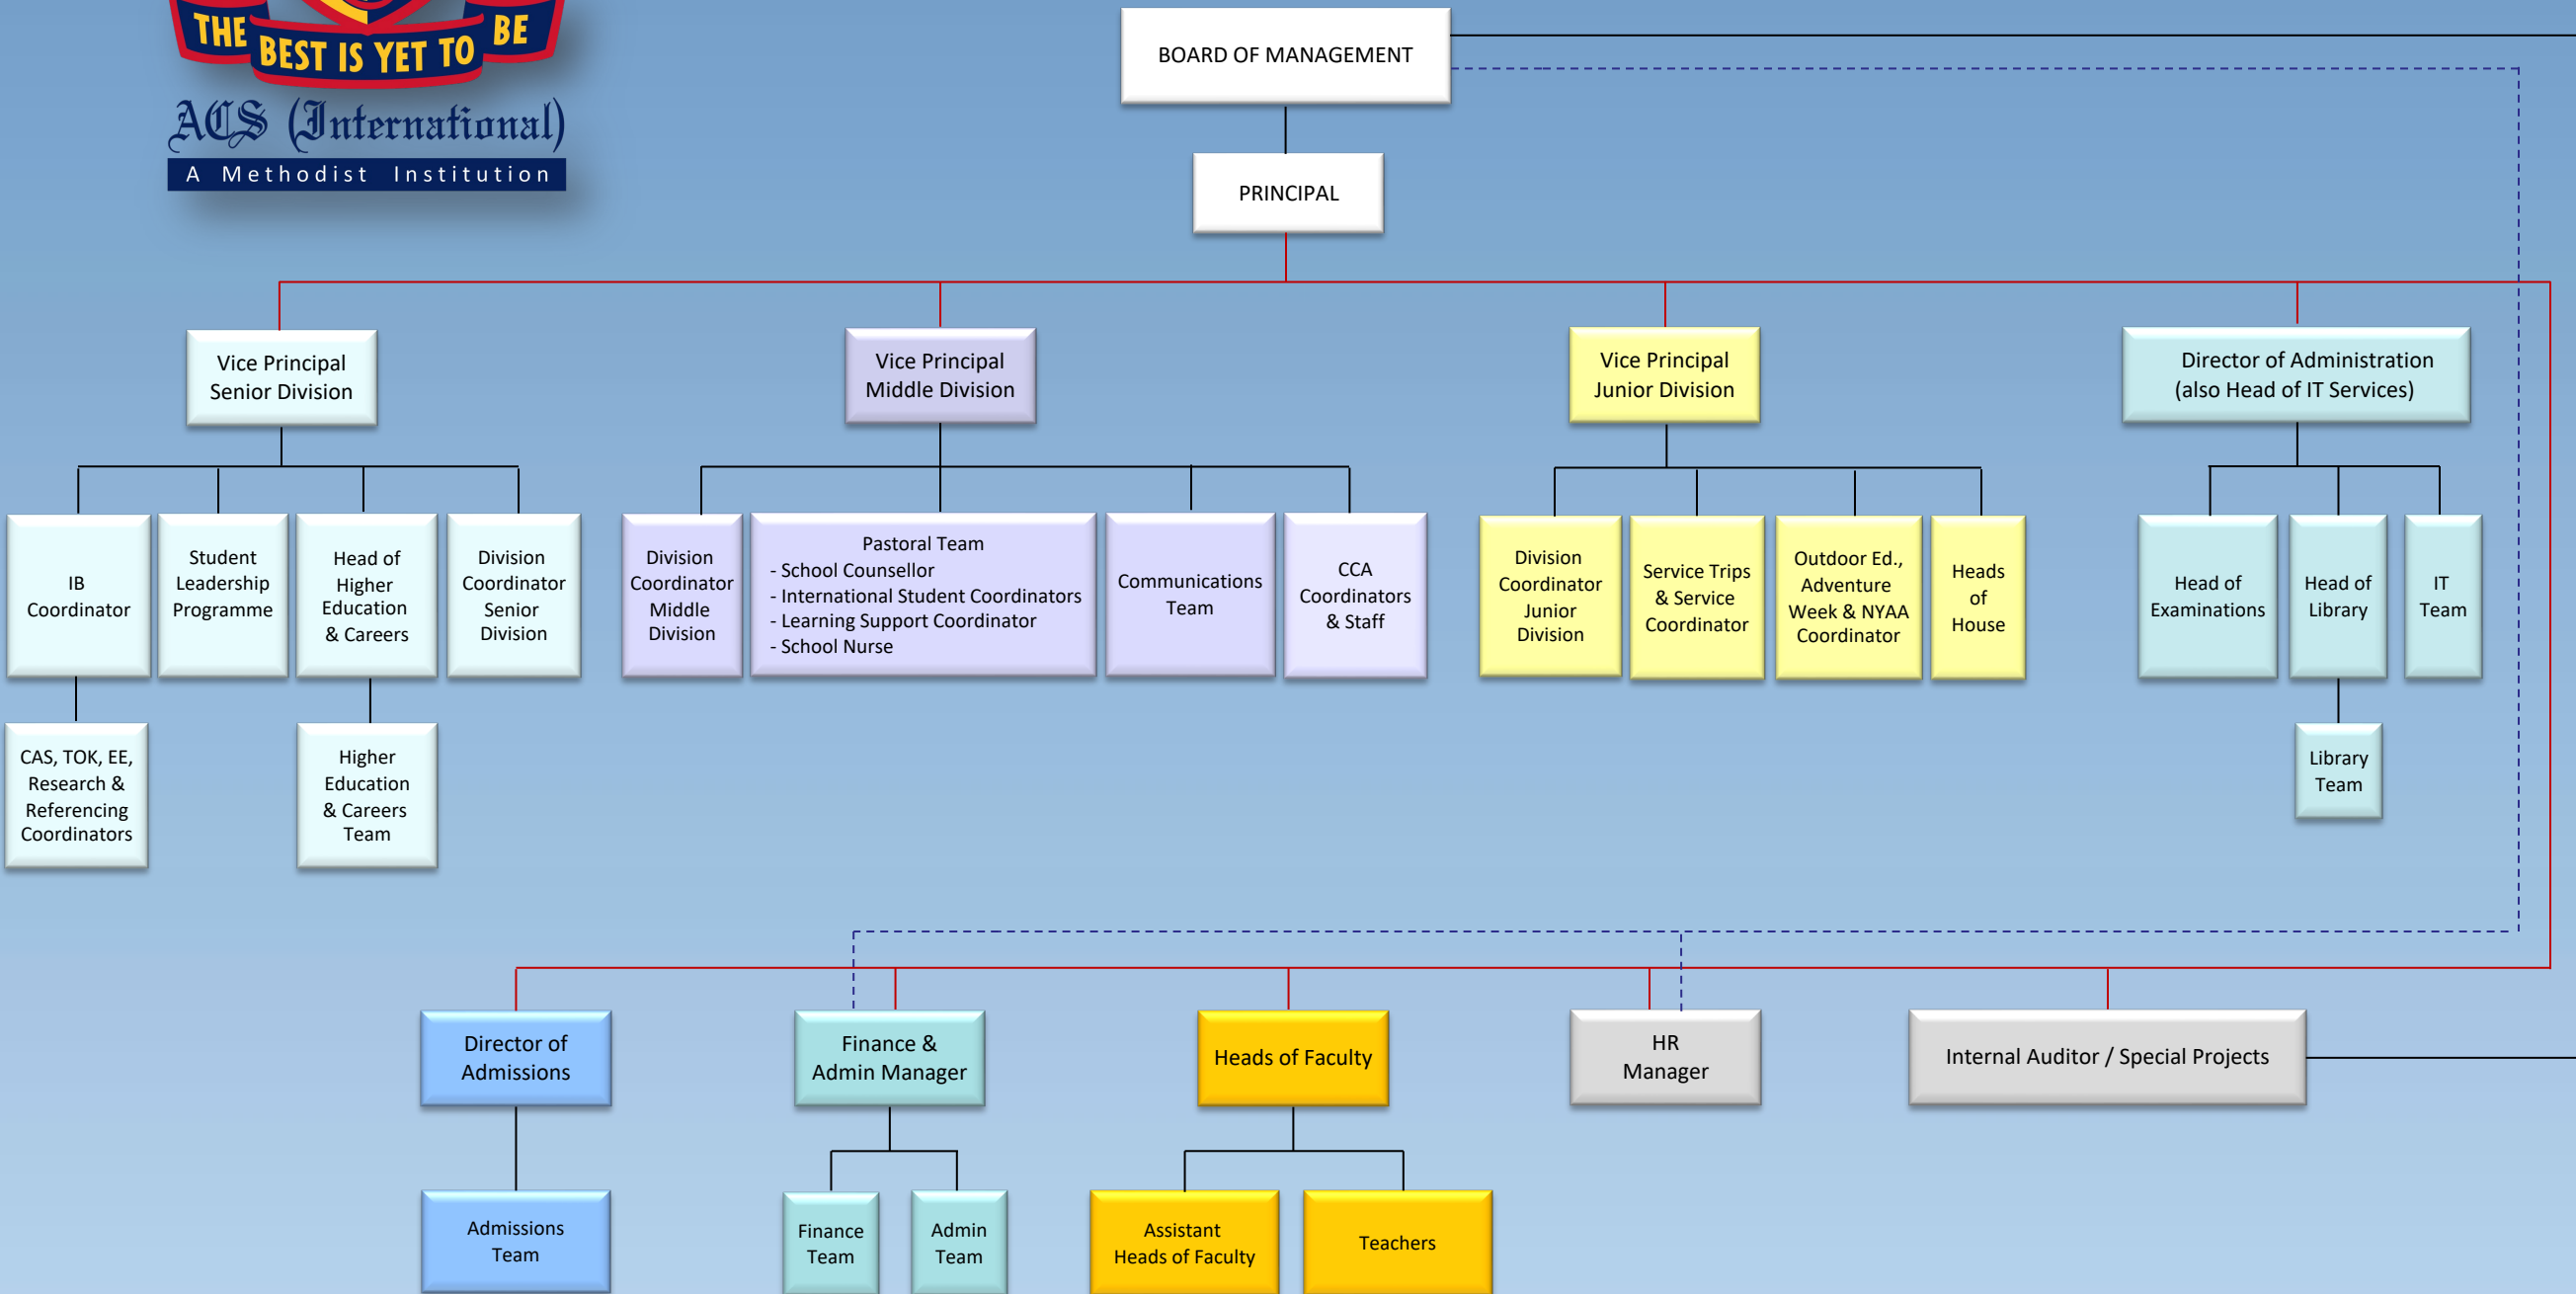 THE BEST IS YET TO BE
ACS (International)
A Methodist Institution
BOARD OF MANAGEMENT
PRINCIPAL
Vice Principal
Senior Division
Vice Principal
Middle Division
Vice Principal
Junior Division
Director of Administration
(also Head of IT Services)
IB
Coordinator
Student
Leadership
Programme
Head of
Higher
Education
& Careers
Division
Coordinator
Senior
Division
Division
Coordinator
Middle
Division
Pastoral Team
- School Counsellor
- International Student Coordinators
- Learning Support Coordinator
- School Nurse
Communications
Team
CCA
Coordinators
& Staff
Division
Coordinator
Junior
Division
Service Trips
& Service
Coordinator
Outdoor Ed.,
Adventure
Week & NYAA
Coordinator
Heads
of
House
Head of
Examinations
Head of
Library
IT
Team
CAS, TOK, EE,
Research &
Referencing
Coordinators
Higher
Education
& Careers
Team
Library
Team
Director of
Admissions
Finance &
Admin Manager
Heads of Faculty
HR
Manager
Internal Auditor / Special Projects
Admissions
Team
Finance
Team
Admin
Team
Assistant
Heads of Faculty
Teachers